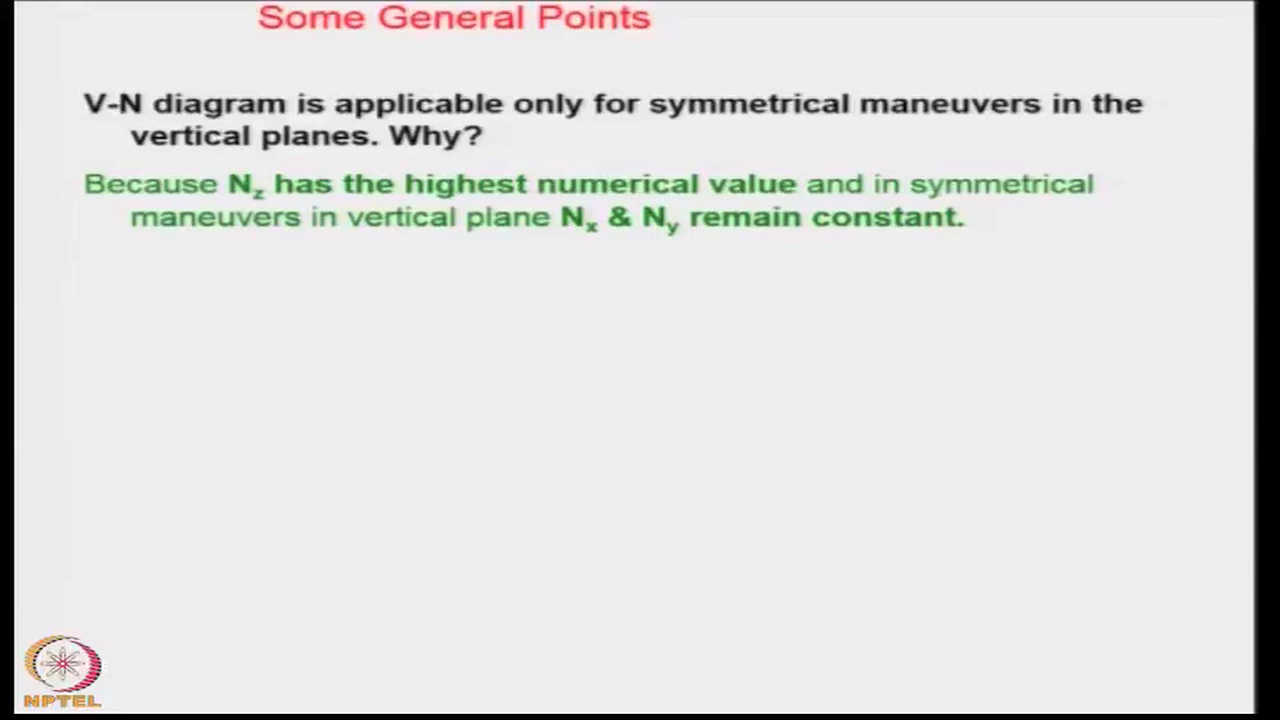 Some General Points
V-N diagram is applicable only for symmetrical maneuvers in the
vertical planes. Why?
Because Nz has the highest numerical value and in symmetrical
maneuvers in vertical plane Nx & Ny remain constant.
NPTEL